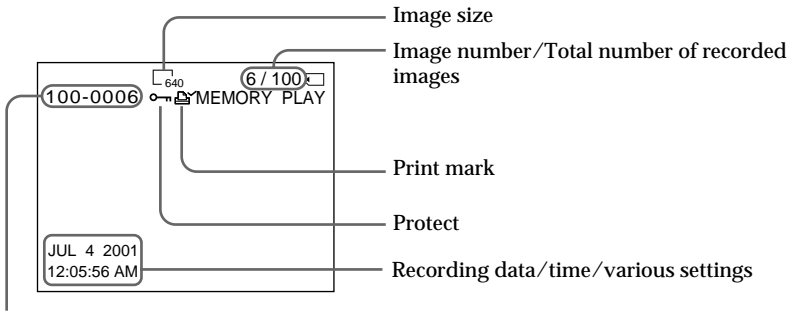 Image size
Image number/Total number of recorded
images
640
6 / 100
100-0006
MEMORY PLAY
Print mark
Protect
JUL 4 2001
12:05:56 AM
Recording data/time/various settings